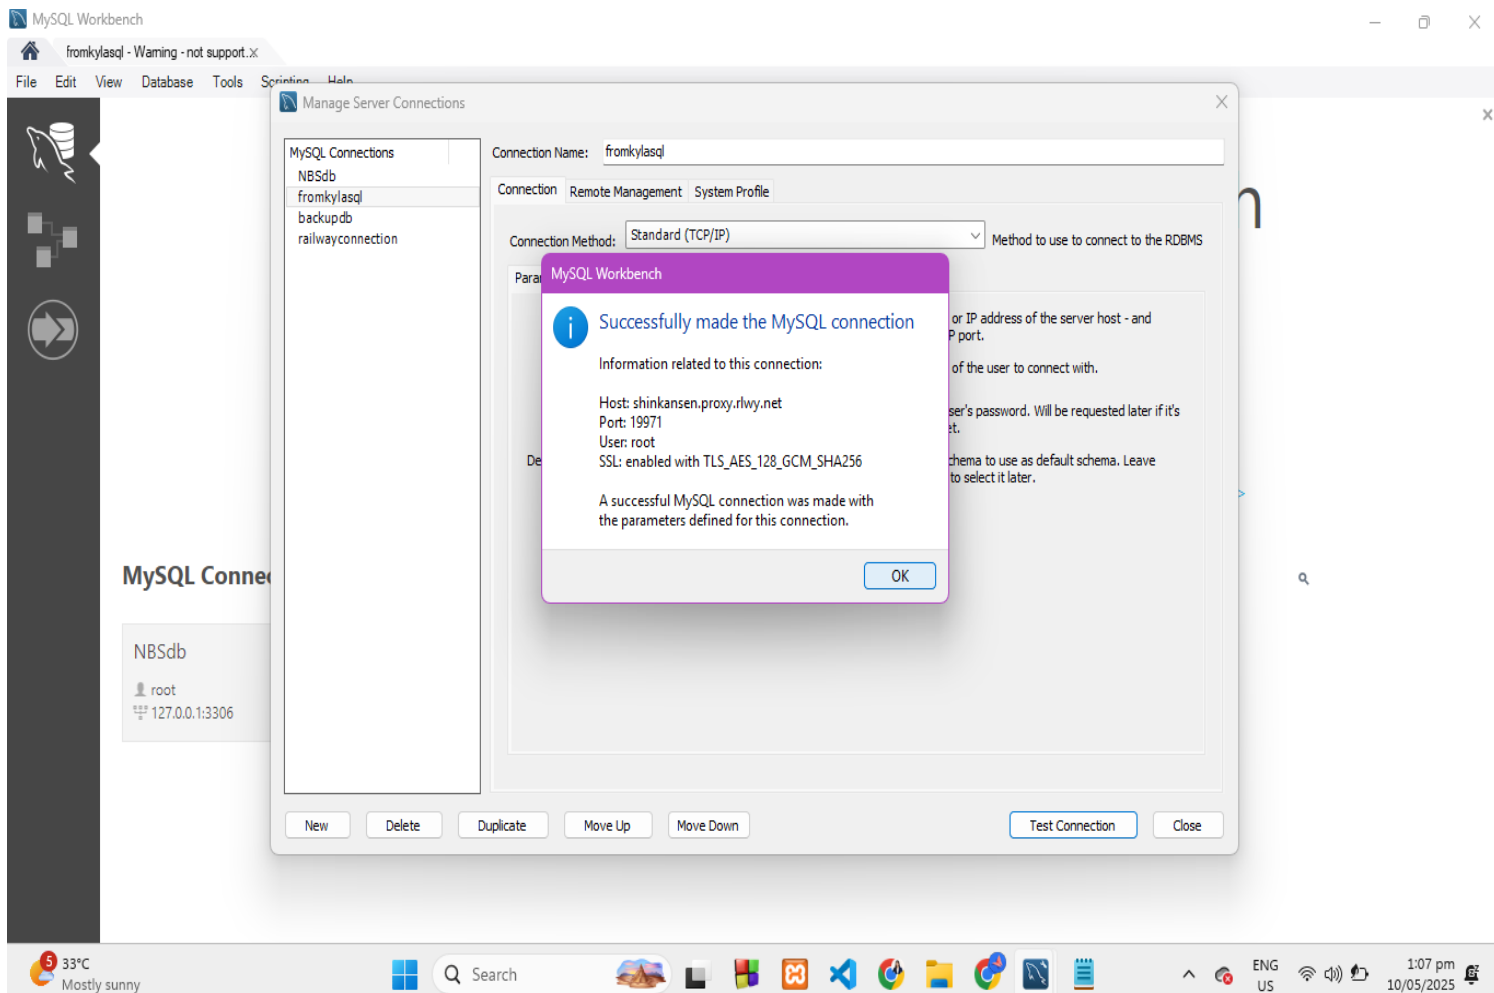 MySQL Workbench
fromkylasql - Warning - not support..x
File Edit View Database Tools Scripting Help
Manage Server Connections
MySQL Connections
NBSdb
fromkylasql
backupdb
railwayconnection
Connection Name: fromkylasql
Connection Remote Management System Profile
Connection Method: Standard (TCP/IP) Method to use to connect to the RDBMS
Para
or IP address of the server host - and
P port.
of the user to connect with.
ser's password. Will be requested later if it's
et.
De
chema to use as default schema. Leave
to select it later.
MySQL Workbench
Successfully made the MySQL connection
Information related to this connection:
Host: shinkansen.proxy.rlwy.net
Port: 19971
User: root
SSL: enabled with TLS_AES_128_GCM_SHA256
A successful MySQL connection was made with
the parameters defined for this connection.
OK
n
>
MySQL Conne
NBSdb
root
127.0.0.1:3306
New Delete Duplicate Move Up Move Down Test Connection Close
5
33°C
Mostly sunny
Search
ENG
US
1:07 pm
10/05/2025